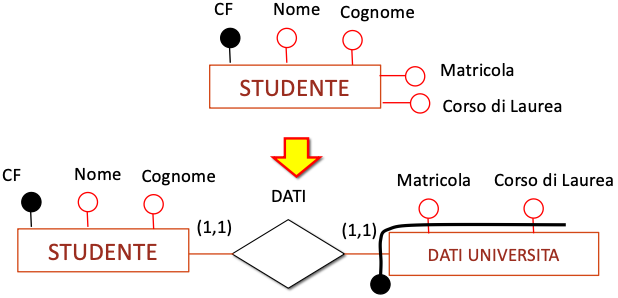 CF
Nome
Cognome
STUDENTE
Matricola
Corso di Laurea
CF
Nome
Cognome
DATI
Matricola
Corso di Laurea
STUDENTE
(1,1)
(1,1)
DATI UNIVERSITA